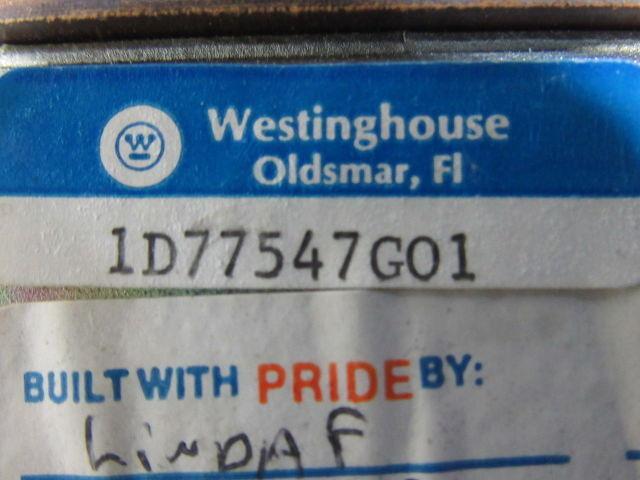 W
Westinghouse
Oldsmar, Fl
1D77547G01
BUILT WITH PRIDE BY:
LiNDA F